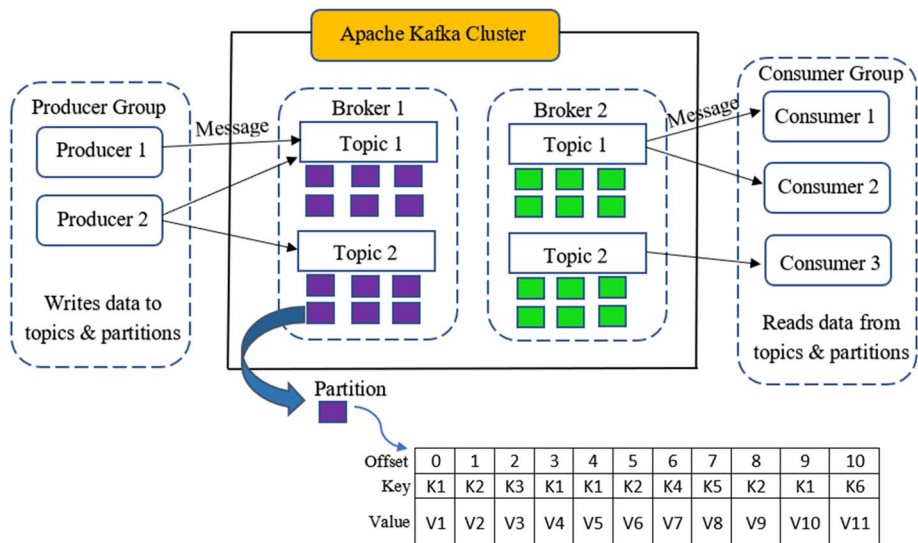 Apache Kafka Cluster
Producer Group
Producer 1
Producer 2
Writes data to
topics & partitions
Message
Broker 1
Topic 1
Topic 2
Broker 2
Topic 1
Topic 2
Message
Consumer Group
Consumer 1
Consumer 2
Consumer 3
Reads data from
topics & partitions
Partition
Offset 0 1 2 3 4 5 6 7 8 9 10
Key K1 K2 K3 K1 K1 K2 K4 K5 K2 K1 K6
Value V1 V2 V3 V4 V5 V6 V7 V8 V9 V10 V11